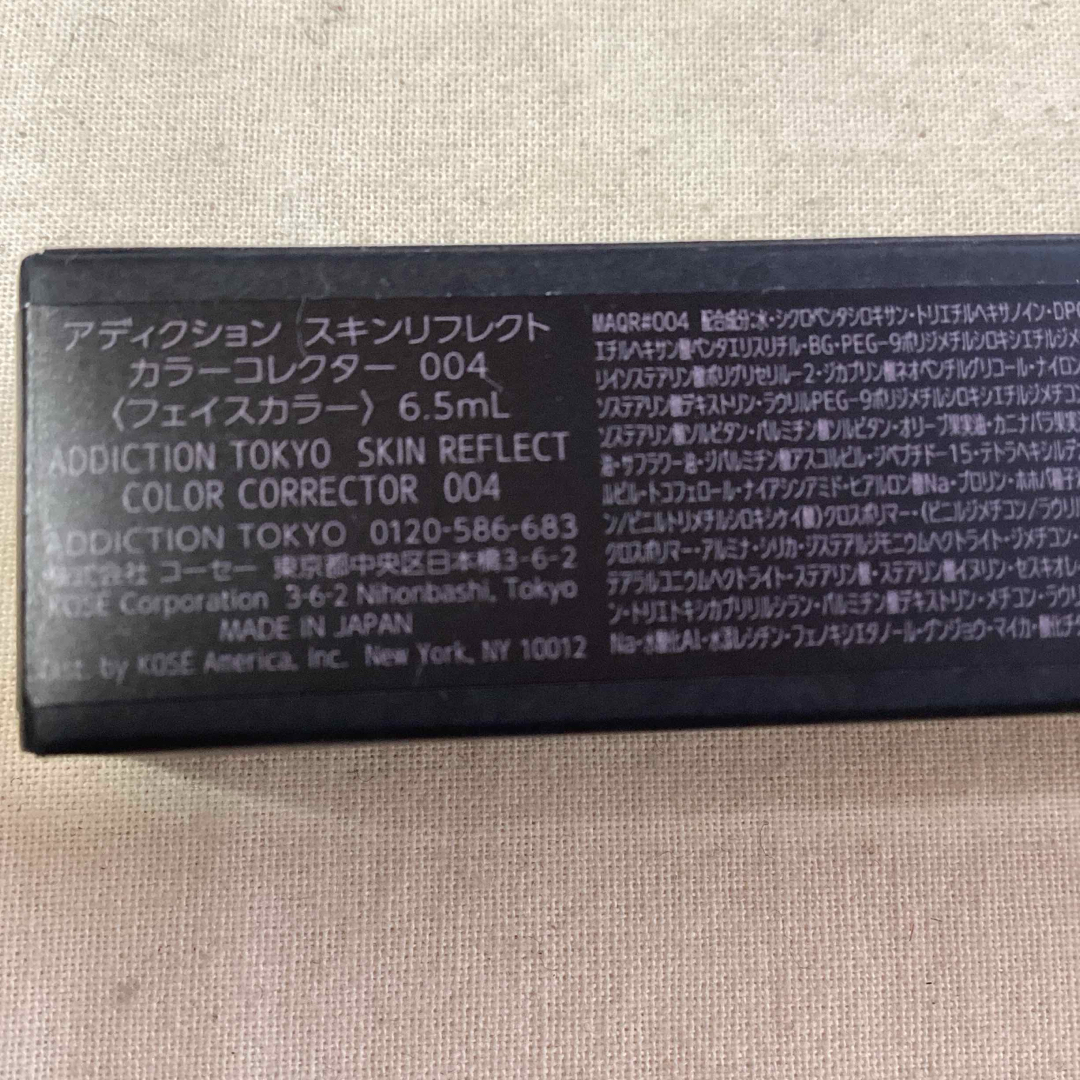 アディクション スキンリフレクト
カラーコレクター 004
〈フェイスカラー〉 6.5mL
ADDICTION TOKYO SKIN REFLECT
COLOR CORRECTOR 004
ADDICTION TOKYO 0120-586-683
株式会社 コーセー 東京都中央区日本橋3-6-2
KOSÉ Corporation 3-6-2 Nihonbashi, Tokyo
MADE IN JAPAN
Dist. by KOSÉ America, Inc. New York, NY 10012
MAQR#004 配合成分:水・シクロペンタシロキサン・トリエチルヘキサノイン・DPG
エチルヘキサン酸ペンタエリスリチル・BG・PEG-9ポリジメチルシロキシエチルジメ
リイソステアリン酸ポリグリセリル-2・ジカプリン酸ネオペンチルグリコール・ナイロン
ソステアリン酸デキストリン・ラウリルPEG-9ポリジメチルシロキシエチルジメチコン
ソステアリン酸ソルビタン・パルミチン酸ソルビタン・オリーブ果実油・カニナバラ果実
油・サフラワー油・ジパルミチン酸アスコルビル・ジペプチド-15・テトラヘキシルデ
ルビル・トコフェロール・ナイアシンアミド・ヒアルロン酸Na・プロリン・ホホバ種子
ン/ビニルトリメチルシロキシケイ酸)クロスポリマー・(ビニルジメチコン/ラウリル
クロスポリマー・アルミナ・シリカ・ジステアルジモニウムヘクトライト・ジメチコン・
テアラルコニウムヘクトライト・ステアリン酸・ステアリン酸イヌリン・セスキオレ
ン・トリエトキシカプリリルシラン・パルミチン酸デキストリン・メチコン・ラウロ
Na・水酸化Al・水添レシチン・フェノキシエタノール・グンジョウ・マイカ・酸化チ